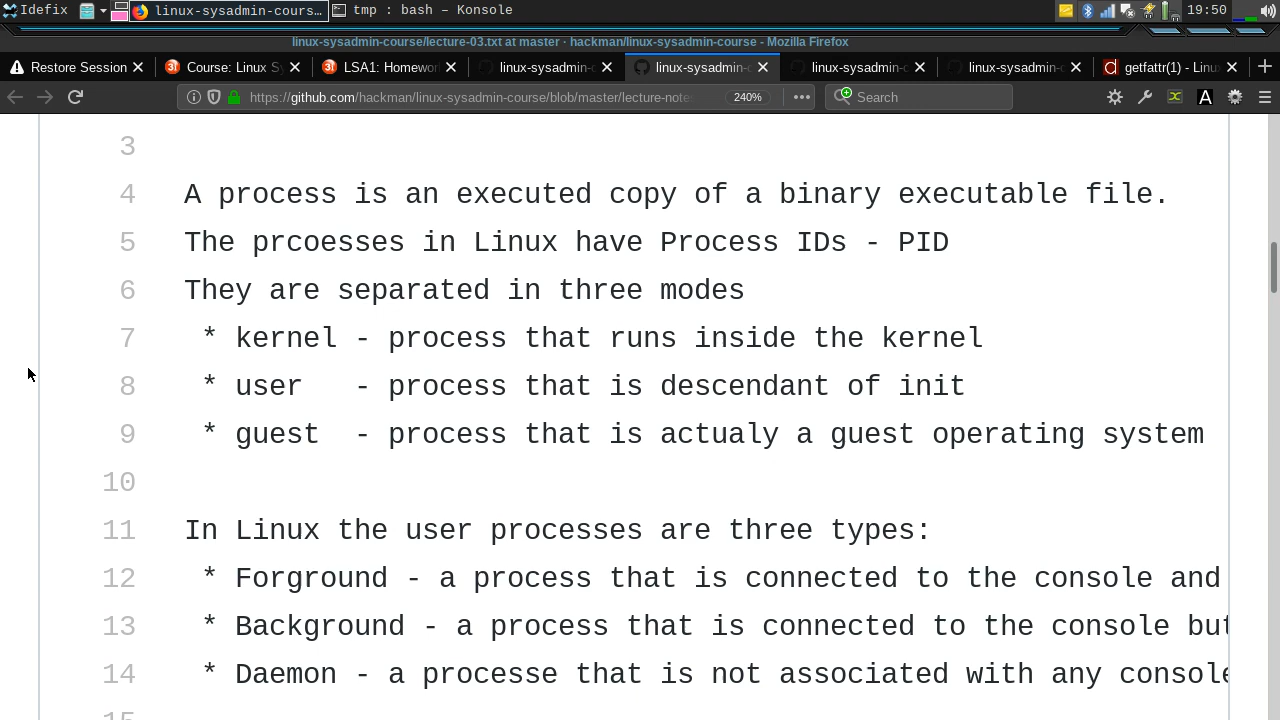 Idefix
linux-sysadmin-cours…
tmp : bash – Konsole
19:50
linux-sysadmin-course/lecture-03.txt at master · hackman/linux-sysadmin-course - Mozilla Firefox
Restore Session
Course: Linux Sy
LSA1: Homewor
linux-sysadmin-c
linux-sysadmin-c
linux-sysadmin-c
linux-sysadmin-c
getfattr(1) - Linu
https://github.com/hackman/linux-sysadmin-course/blob/master/lecture-note
240%
Search
3
4 A process is an executed copy of a binary executable file.
5 The prcoesses in Linux have Process IDs - PID
6 They are separated in three modes
7 * kernel - process that runs inside the kernel
8 * user   - process that is descendant of init
9 * guest  - process that is actualy a guest operating system
10
11 In Linux the user processes are three types:
12 * Forground - a process that is connected to the console and
13 * Background - a process that is connected to the console but
14 * Daemon - a processe that is not associated with any console
15